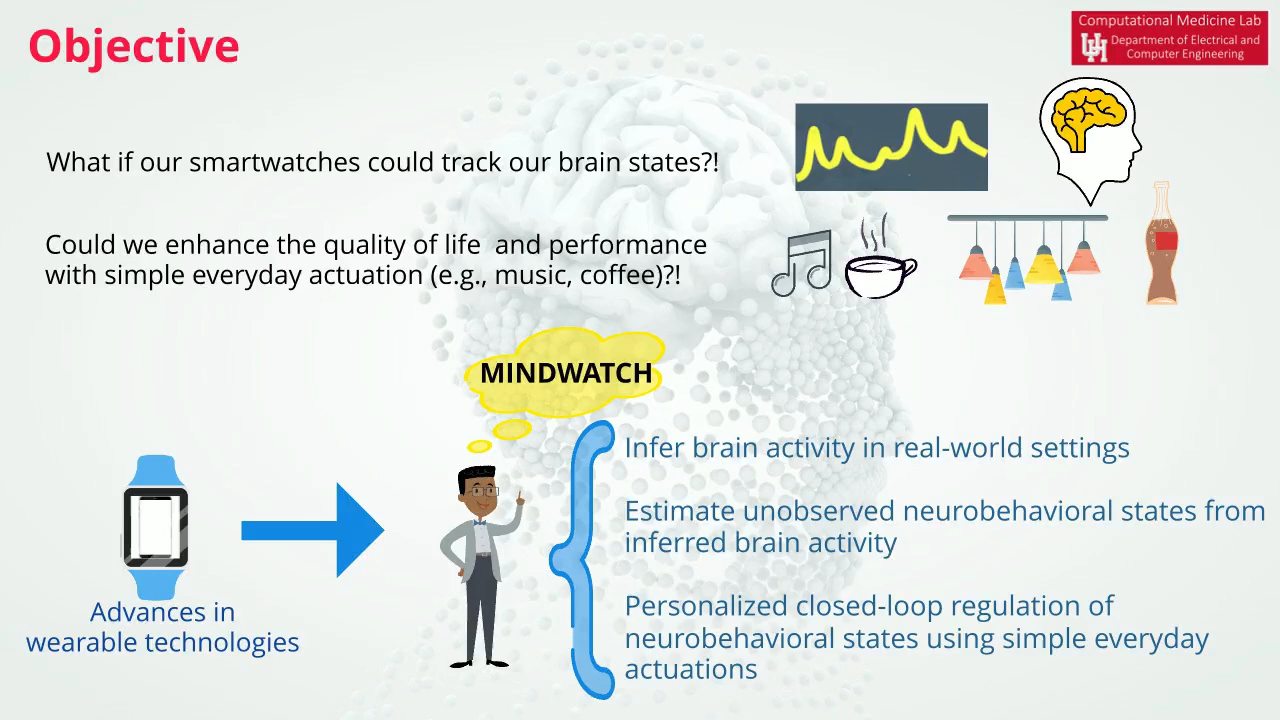 Objective
Computational Medicine Lab
Department of Electrical and
Computer Engineering
What if our smartwatches could track our brain states?!
Could we enhance the quality of life  and performance
with simple everyday actuation (e.g., music, coffee)?!
MINDWATCH
Advances in
wearable technologies
Infer brain activity in real-world settings
Estimate unobserved neurobehavioral states from
inferred brain activity
Personalized closed-loop regulation of
neurobehavioral states using simple everyday
actuations